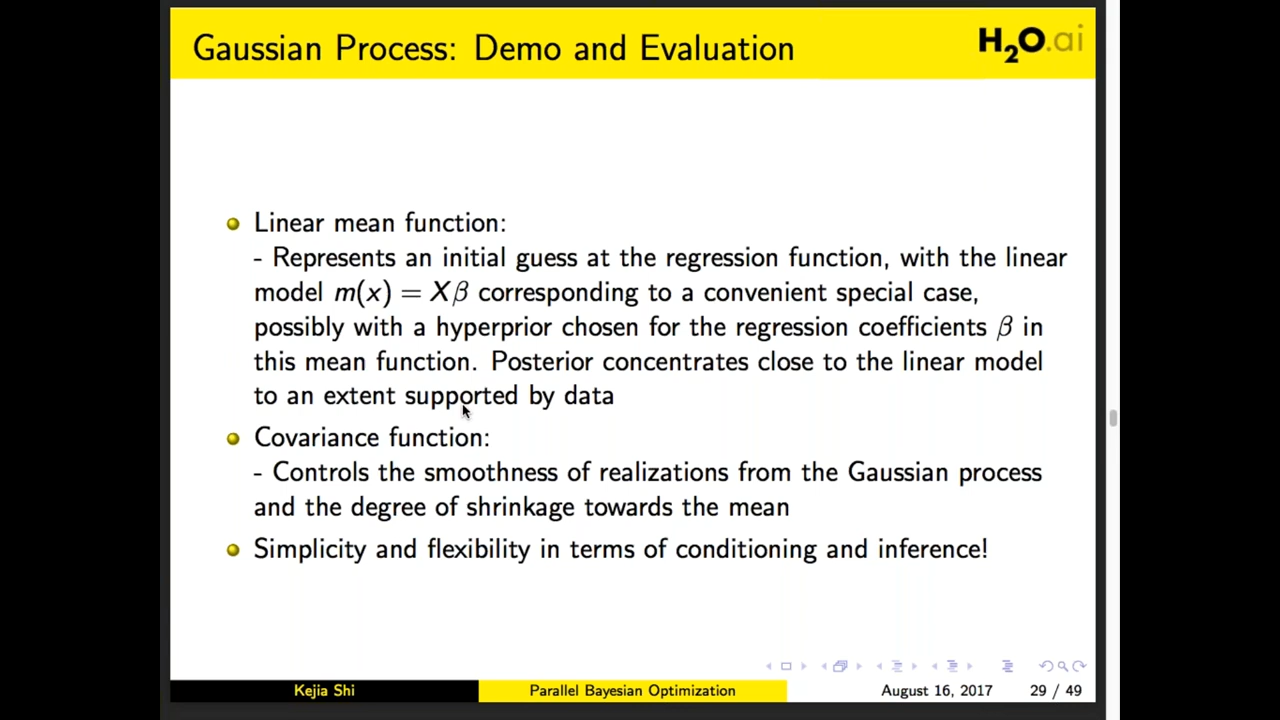 Gaussian Process: Demo and Evaluation
H2O.ai
Linear mean function:
- Represents an initial guess at the regression function, with the linear
model m(x) = Xβ corresponding to a convenient special case,
possibly with a hyperprior chosen for the regression coefficients β in
this mean function. Posterior concentrates close to the linear model
to an extent supported by data
Covariance function:
- Controls the smoothness of realizations from the Gaussian process
and the degree of shrinkage towards the mean
Simplicity and flexibility in terms of conditioning and inference!
Kejia Shi
Parallel Bayesian Optimization
August 16, 2017
29 / 49